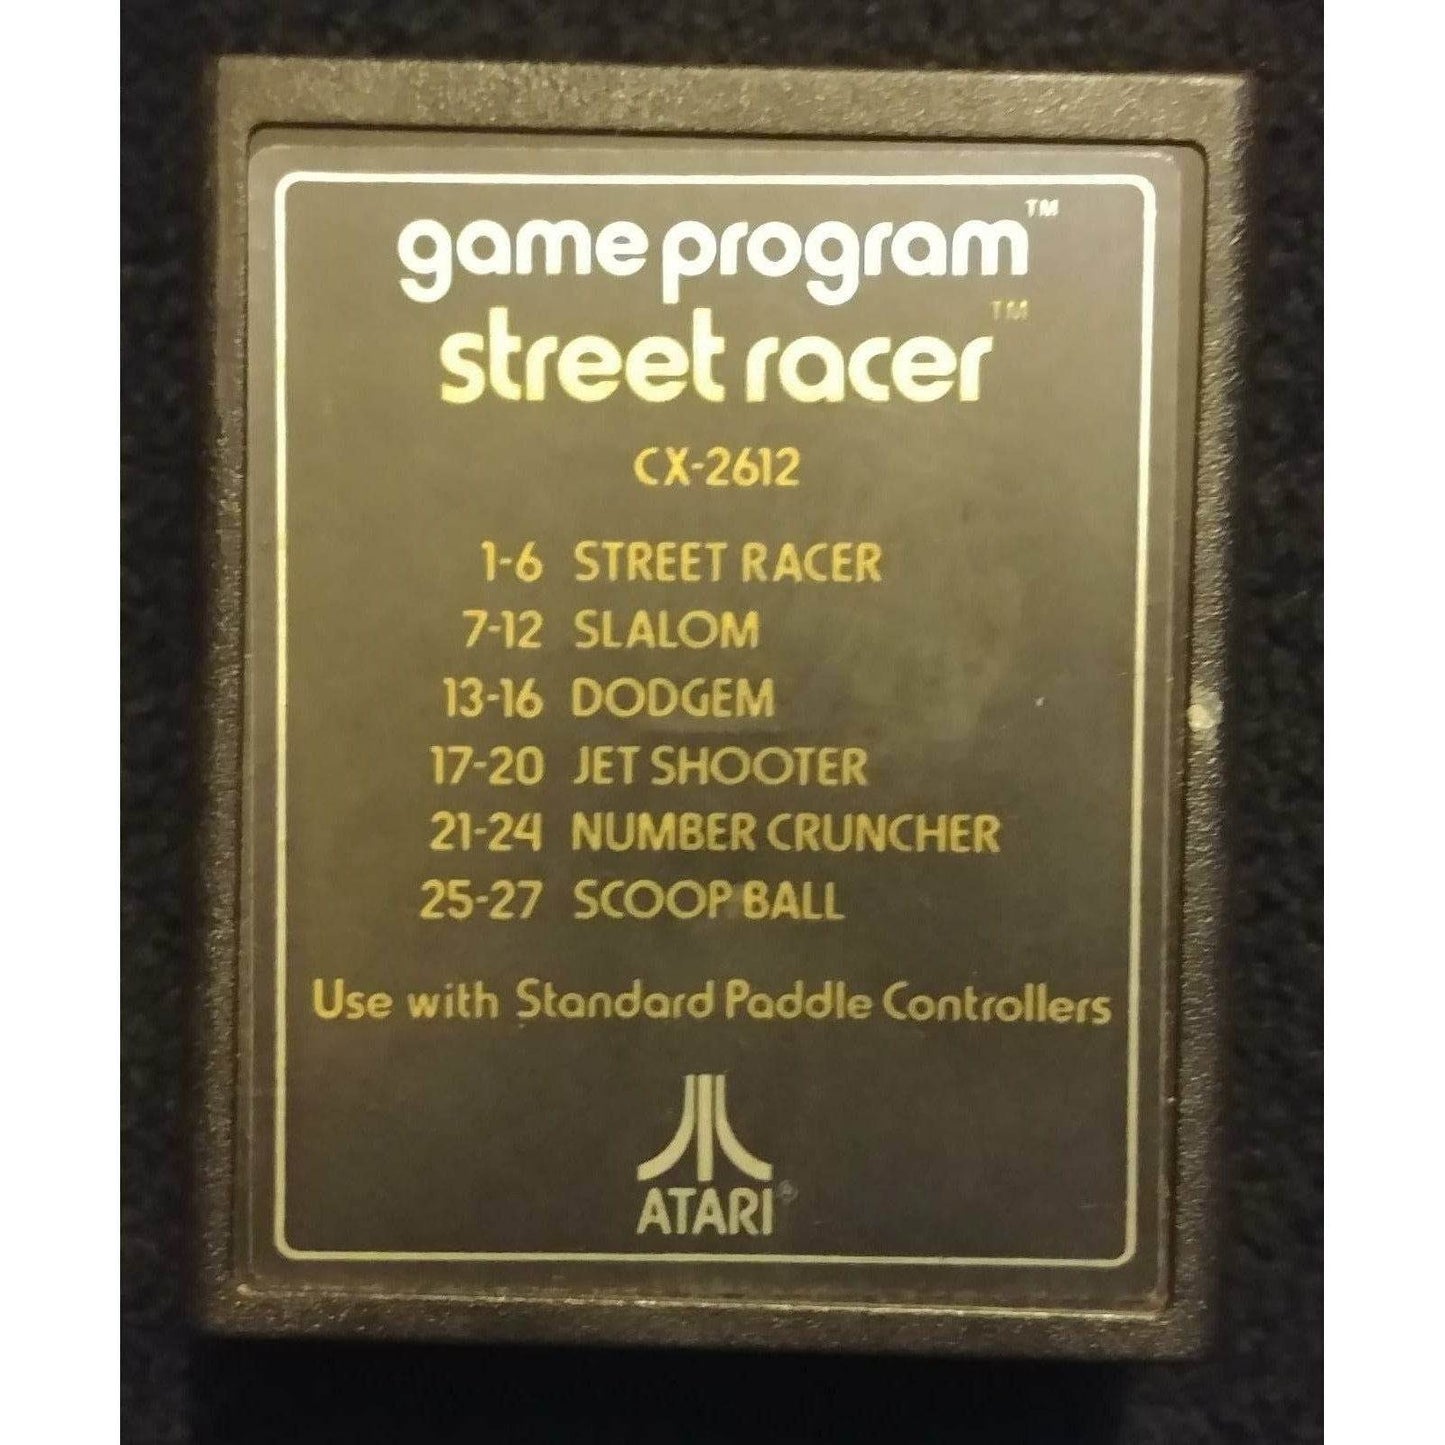 game program™
street racer™
CX-2612
1-6 STREET RACER
7-12 SLALOM
13-16 DODGEM
17-20 JET SHOOTER
21-24 NUMBER CRUNCHER
25-27 SCOOP BALL
Use with Standard Paddle Controllers
ATARI®